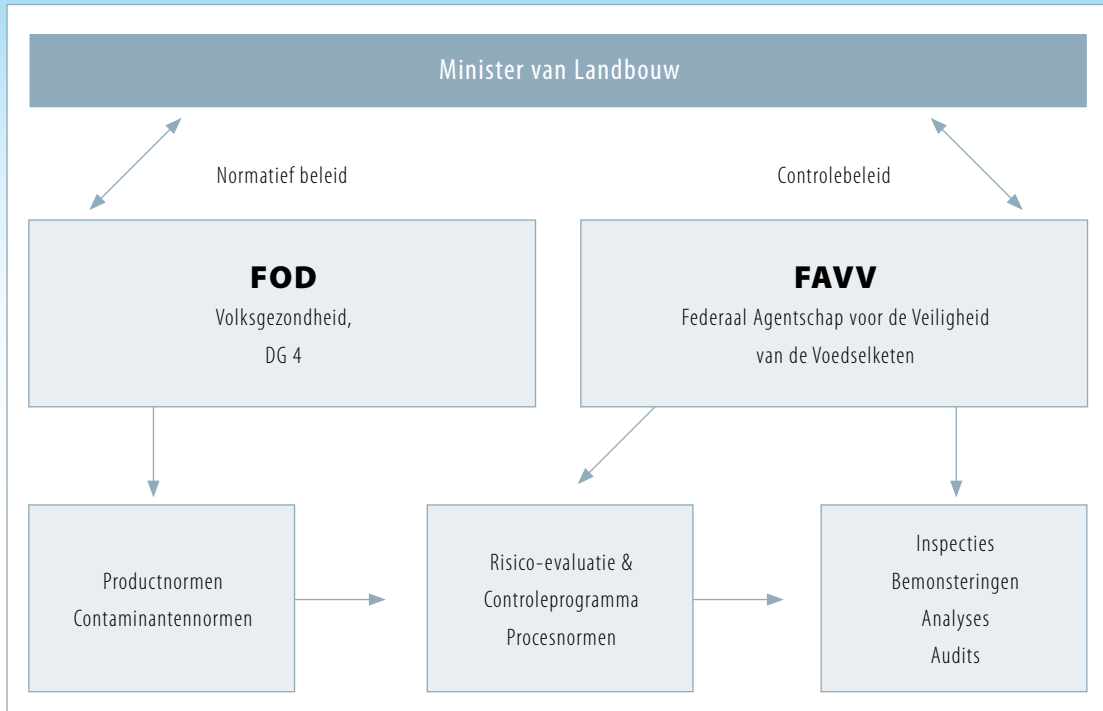 Minister van Landbouw
Normatief beleid
Controlebeleid
FOD
Volksgezondheid,
DG 4
FAVV
Federaal Agentschap voor de Veiligheid
van de Voedselketen
Productnormen
Contaminantennormen
Risico-evaluatie &
Controleprogramma
Procesnormen
Inspecties
Bemonsteringen
Analyses
Audits